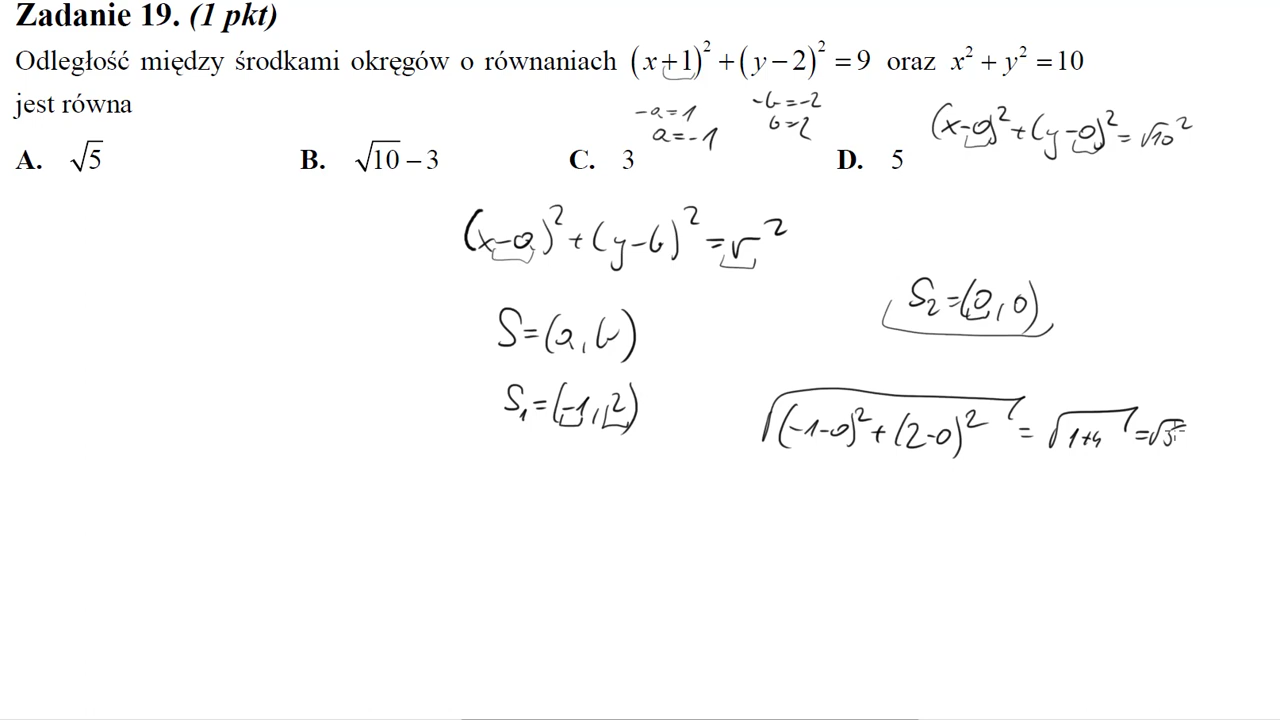 Zadanie 19. (1 pkt)
Odległość między środkami okręgów o równaniach (x+1)² + (y−2)² = 9 oraz x² + y² = 10
jest równa
-a=1 -b=-2
a=-1 b=2
(x-0)²+(y-0)²=√10²
A. √5 B. √10 − 3 C. 3 D. 5
(x-a)²+(y-b)²=r²
S₂=(0,0)
S=(a,b)
S₁=(-1,2)
√(-1-0)²+(2-0)² = √1+4 = √5